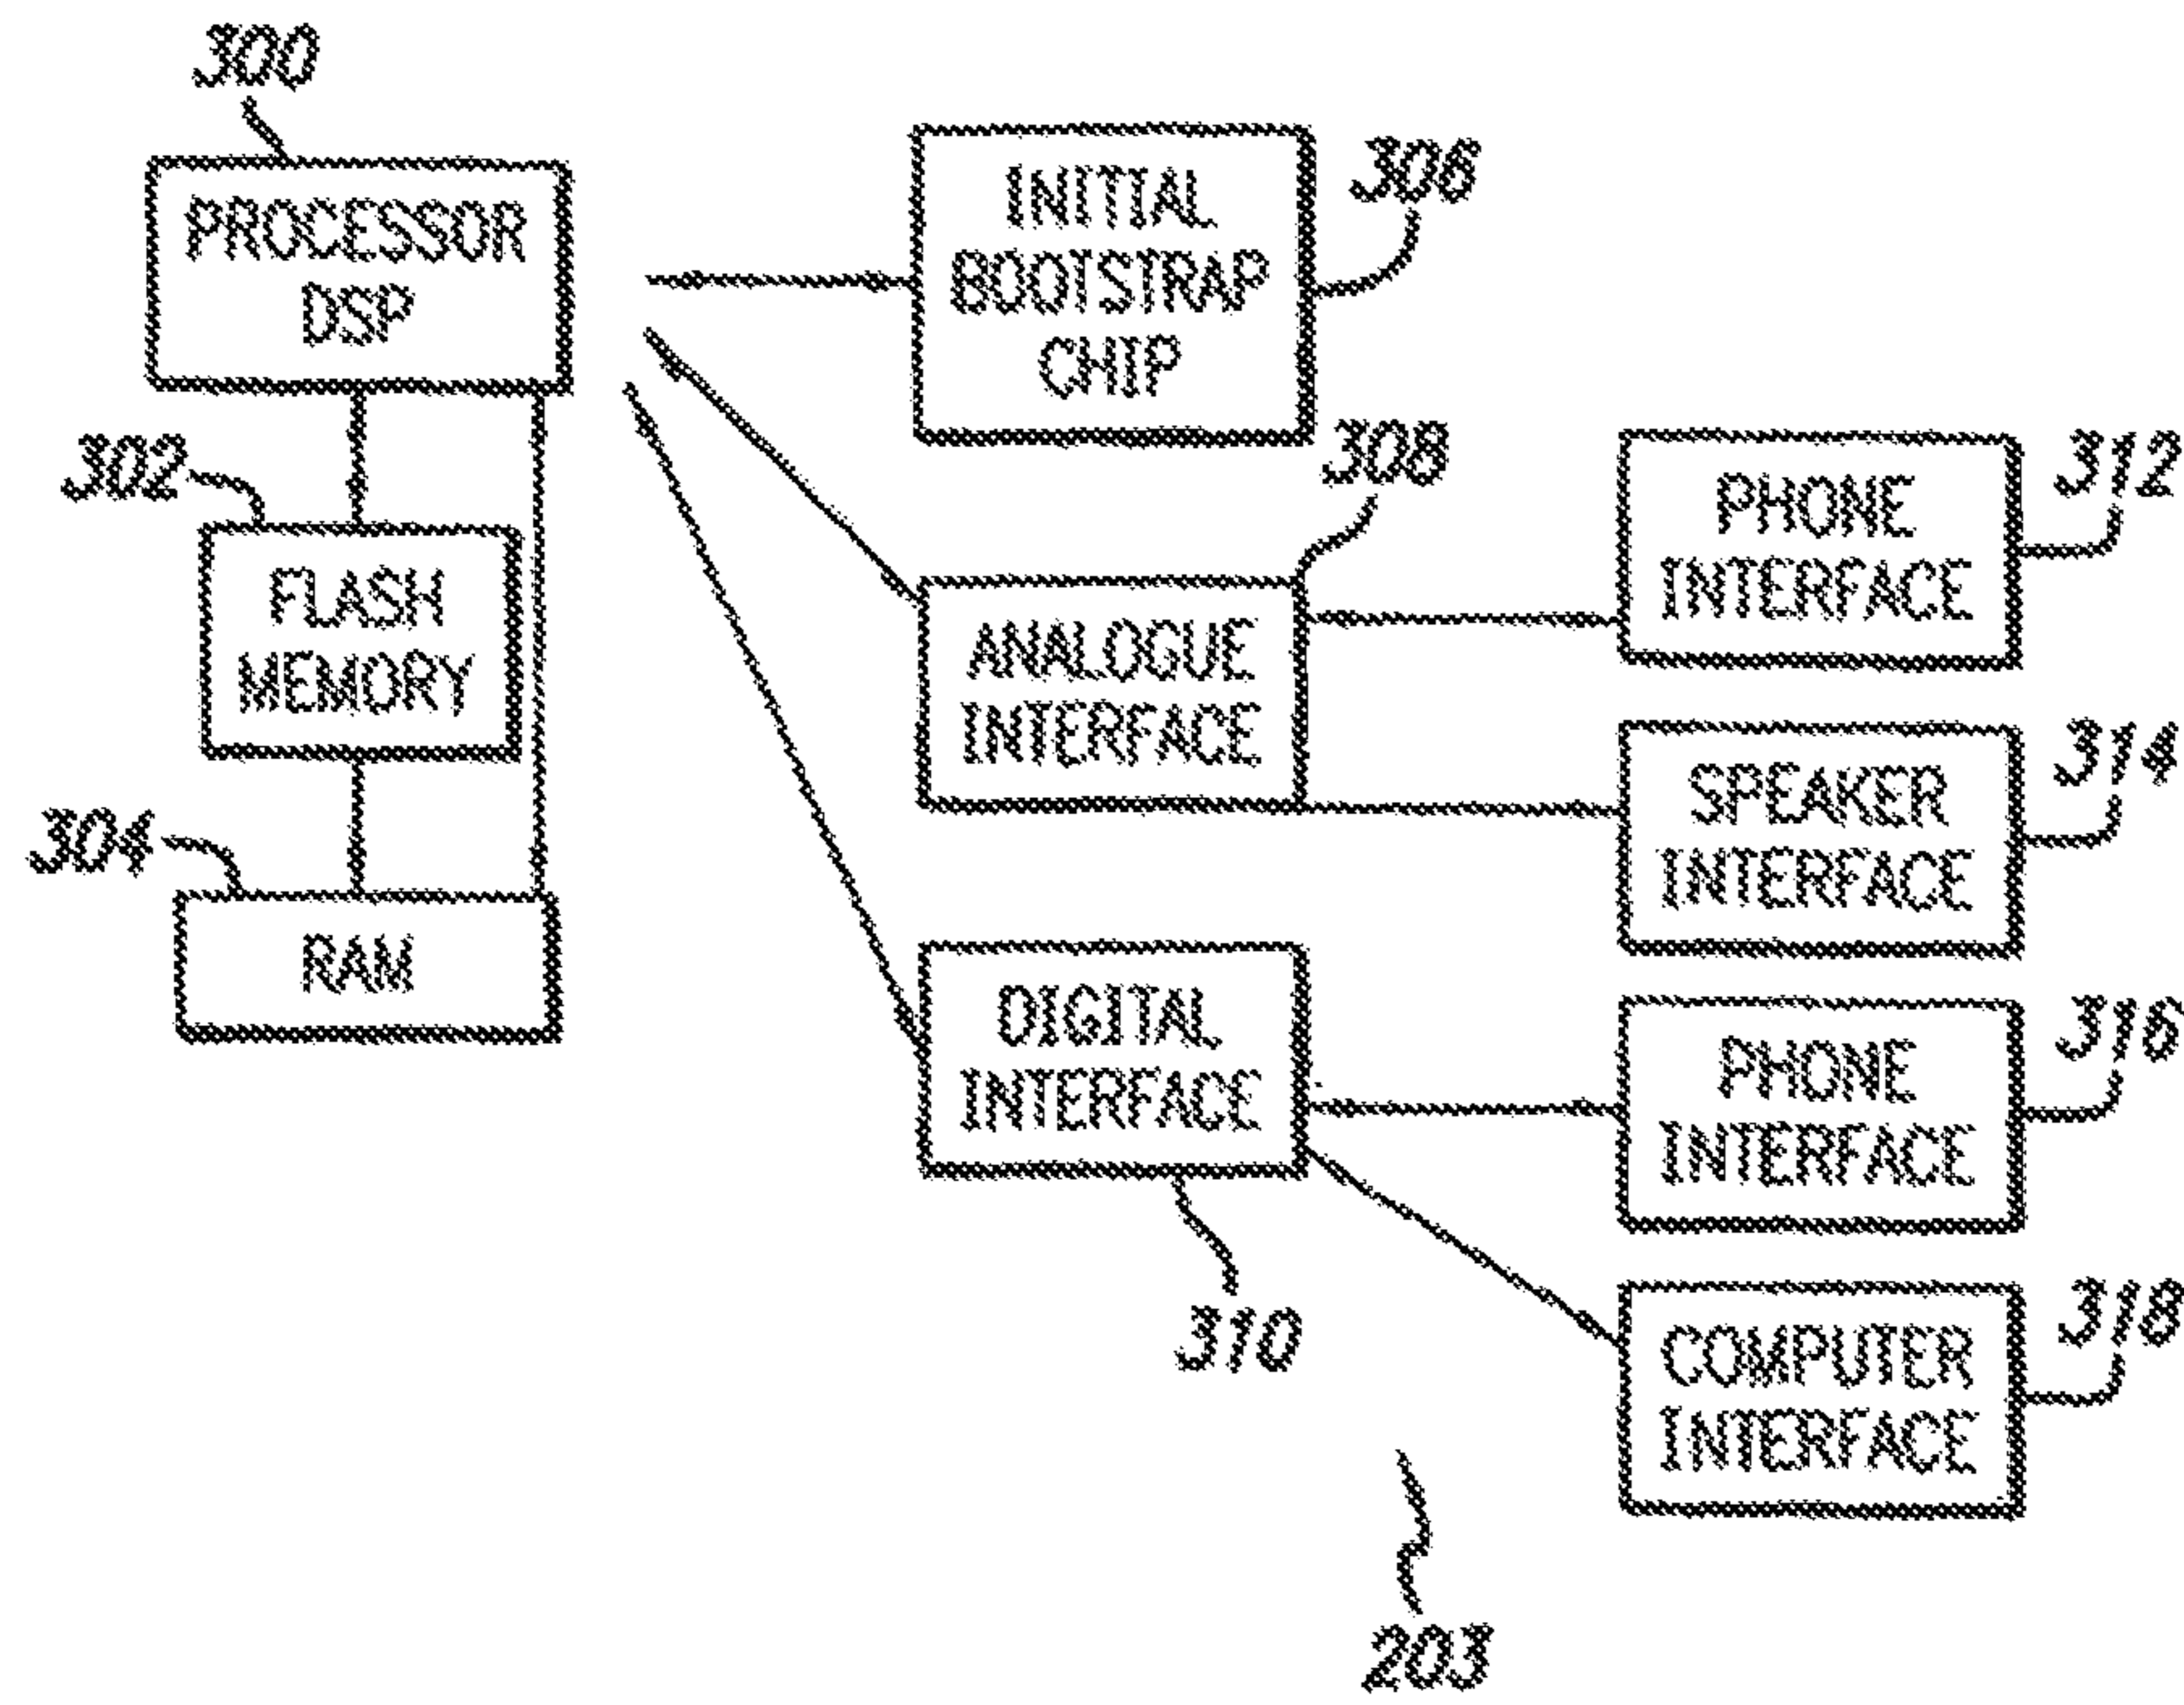 300
PROCESSOR
DSP
302
FLASH
MEMORY
304
RAM
INITIAL
BOOTSTRAP
CHIP
306
308
ANALOGUE
INTERFACE
DIGITAL
INTERFACE
310
PHONE
INTERFACE
312
SPEAKER
INTERFACE
314
PHONE
INTERFACE
316
COMPUTER
INTERFACE
318
203